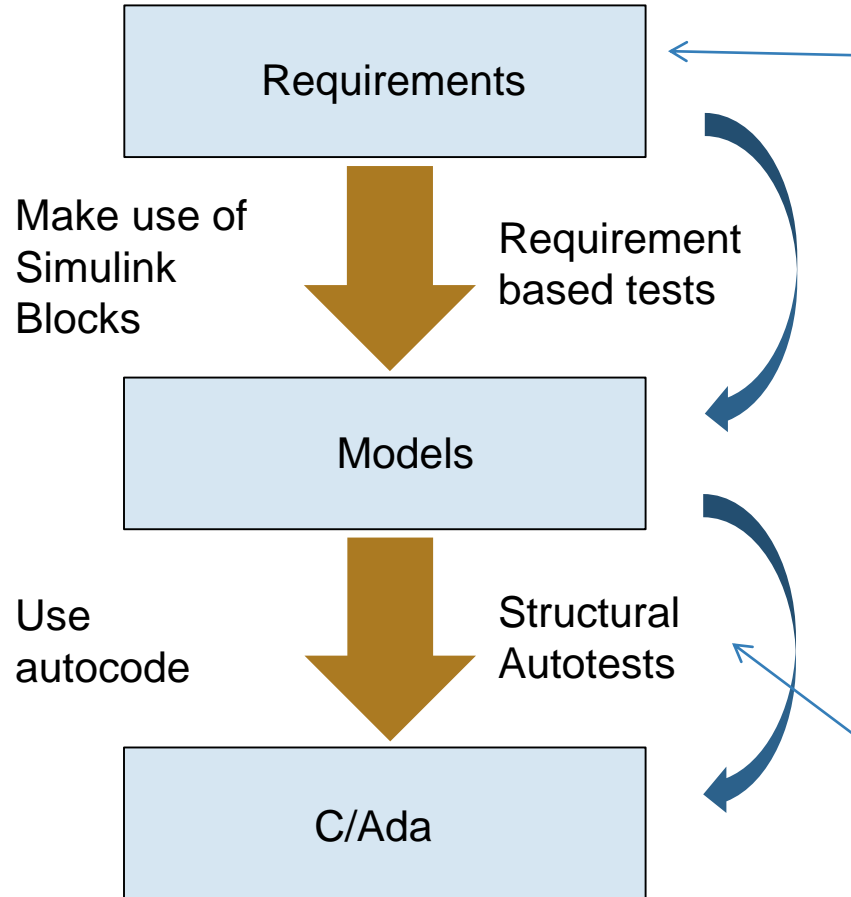 Requirements
Make use of
Simulink
Blocks
Requirement
based tests
Models
Use
autocode
Structural
Autotests
C/Ada